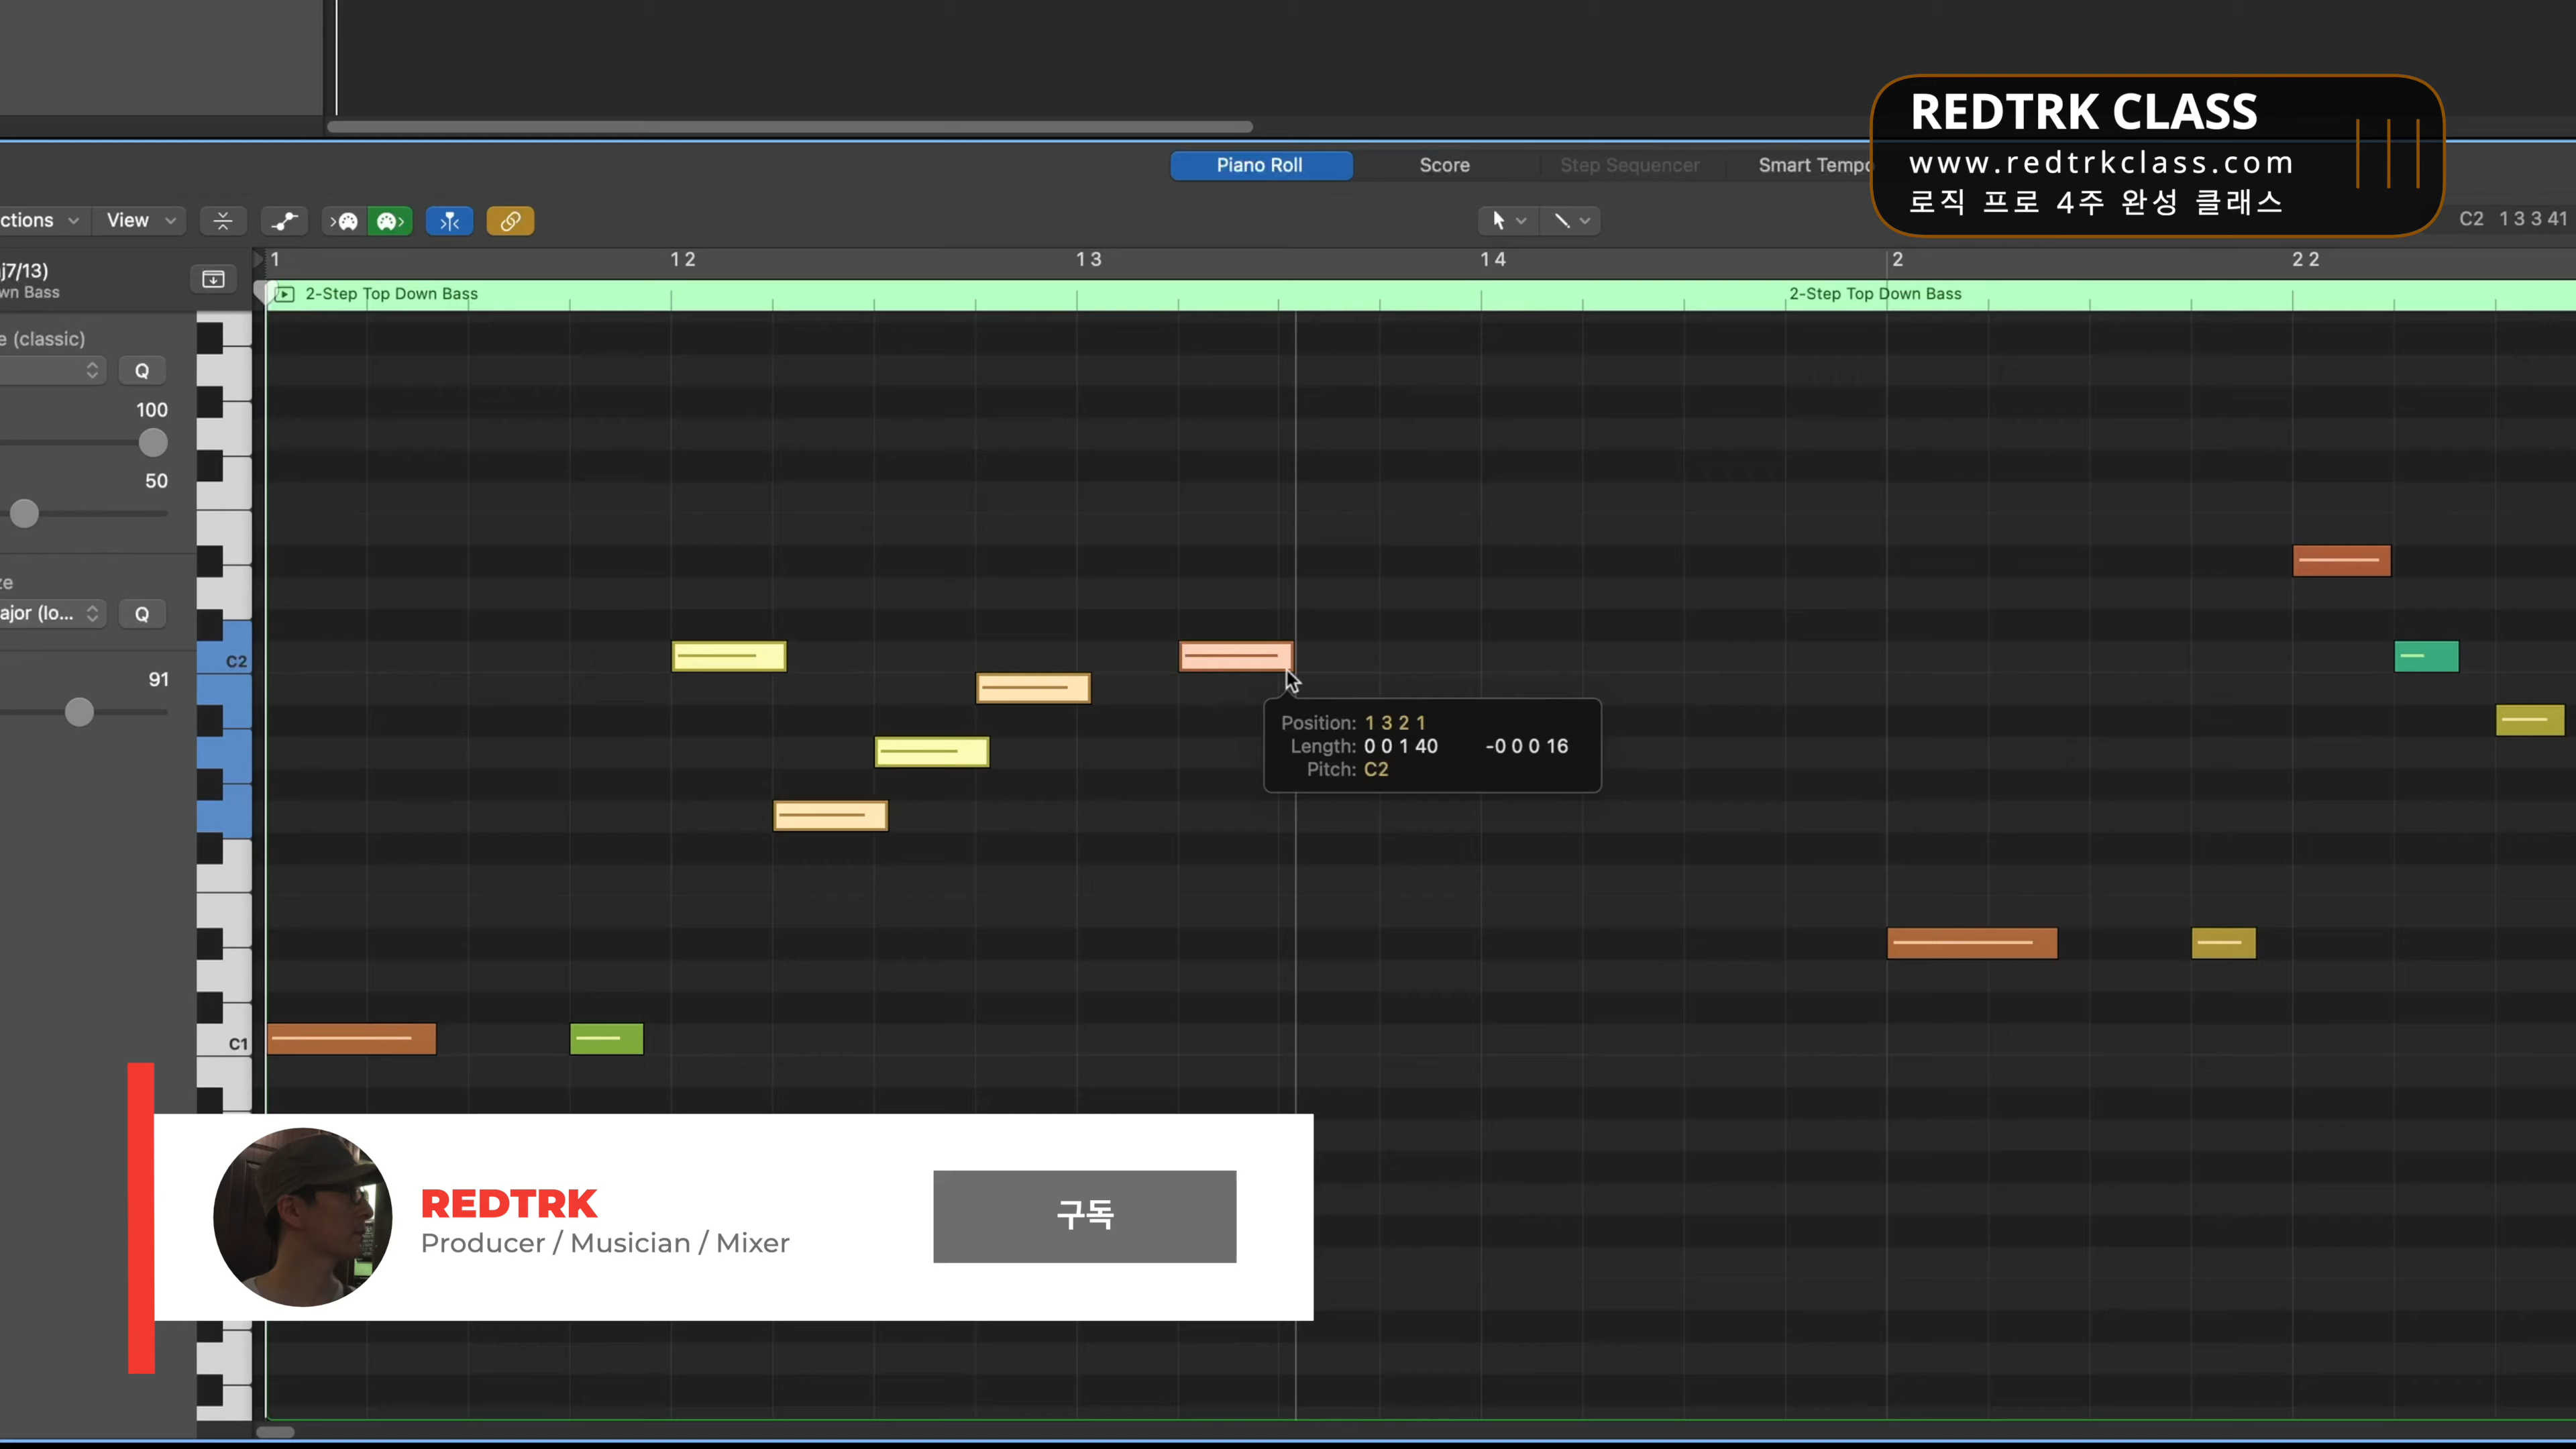 REDTRK CLASS
www.redtrkclass.com
로직 프로 4주 완성 클래스
Piano Roll
Score
Step Sequencer
Smart Tempo
ctions
View
C2 1 3 3 41
j7/13)
wn Bass
1
1 2
1 3
1 4
2
2 2
2-Step Top Down Bass
2-Step Top Down Bass
e (classic)
Q
100
50
ze
ajor (lo...
Q
91
C2
C1
Position: 1 3 2 1
Length: 0 0 1 40 -0 0 0 16
Pitch: C2
REDTRK
Producer / Musician / Mixer
구독